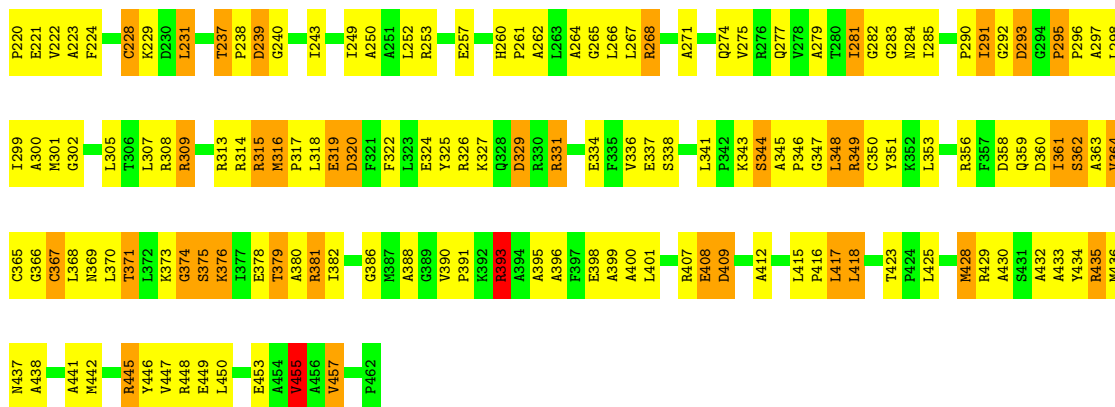 P220 E221 V222 A223 F224 C228 K229 D230 L231 T237 P238 D239 G240 I243 I249 A250 A251 L252 R253 E257 H260 P261 A262 L263 A264 G265 L266 L267 R268 A271 Q274 V275 R276 Q277 V278 A279 T280 I281 G282 G283 N284 I285 P290 I291 G292 D293 G294 P295 P296 A297
I299 A300 M301 G302 L305 T306 L307 R308 R309 R313 R314 R315 M316 P317 L318 E319 D320 F321 F322 L323 E324 Y325 R326 K327 Q328 D329 R330 R331 E334 F335 V336 E337 S338 L341 P342 K343 S344 A345 P346 G347 L348 R349 C350 Y351 K352 L353 R356 F357 D358 Q359 D360 I361 S362 A363 V364
C365 G366 C367 L368 N369 L370 T371 L372 K373 G374 S375 K376 I377 E378 T379 A380 R381 I382 G386 M387 A388 G389 V390 P391 K392 R393 A394 A395 A396 F397 E398 A399 A400 L401 R407 E408 D409 A412 L415 P416 L417 L418 T423 P424 L425 M428 R429 A430 S431 A432 A433 Y434 R435 M436
N437 A438 A441 M442 R445 Y446 V447 R448 E449 L450 E453 A454 V455 A456 V457 P462